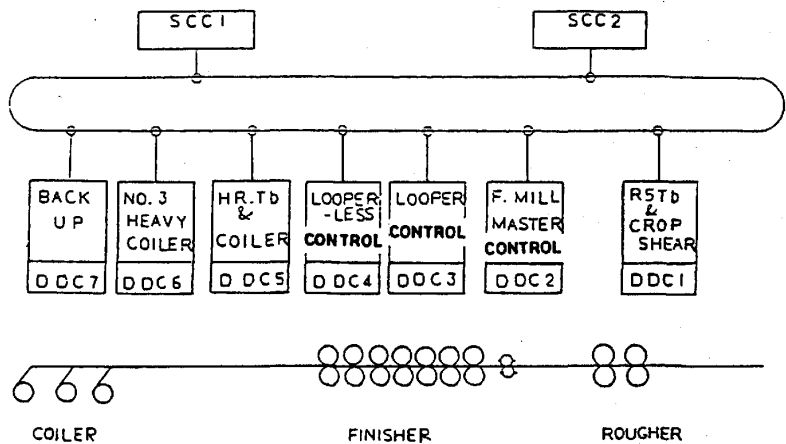 SCC1
SCC2
BACK
UP
DDC7
NO. 3
HEAVY
COILER
DDC6
HR.Tb
&
COILER
DDC5
LOOPER
-LESS
CONTROL
DDC4
LOOPER
CONTROL
DDC3
F. MILL
MASTER
CONTROL
DDC2
R5Tb
&
CROP
SHEAR
DDC1
COILER
FINISHER
ROUGHER